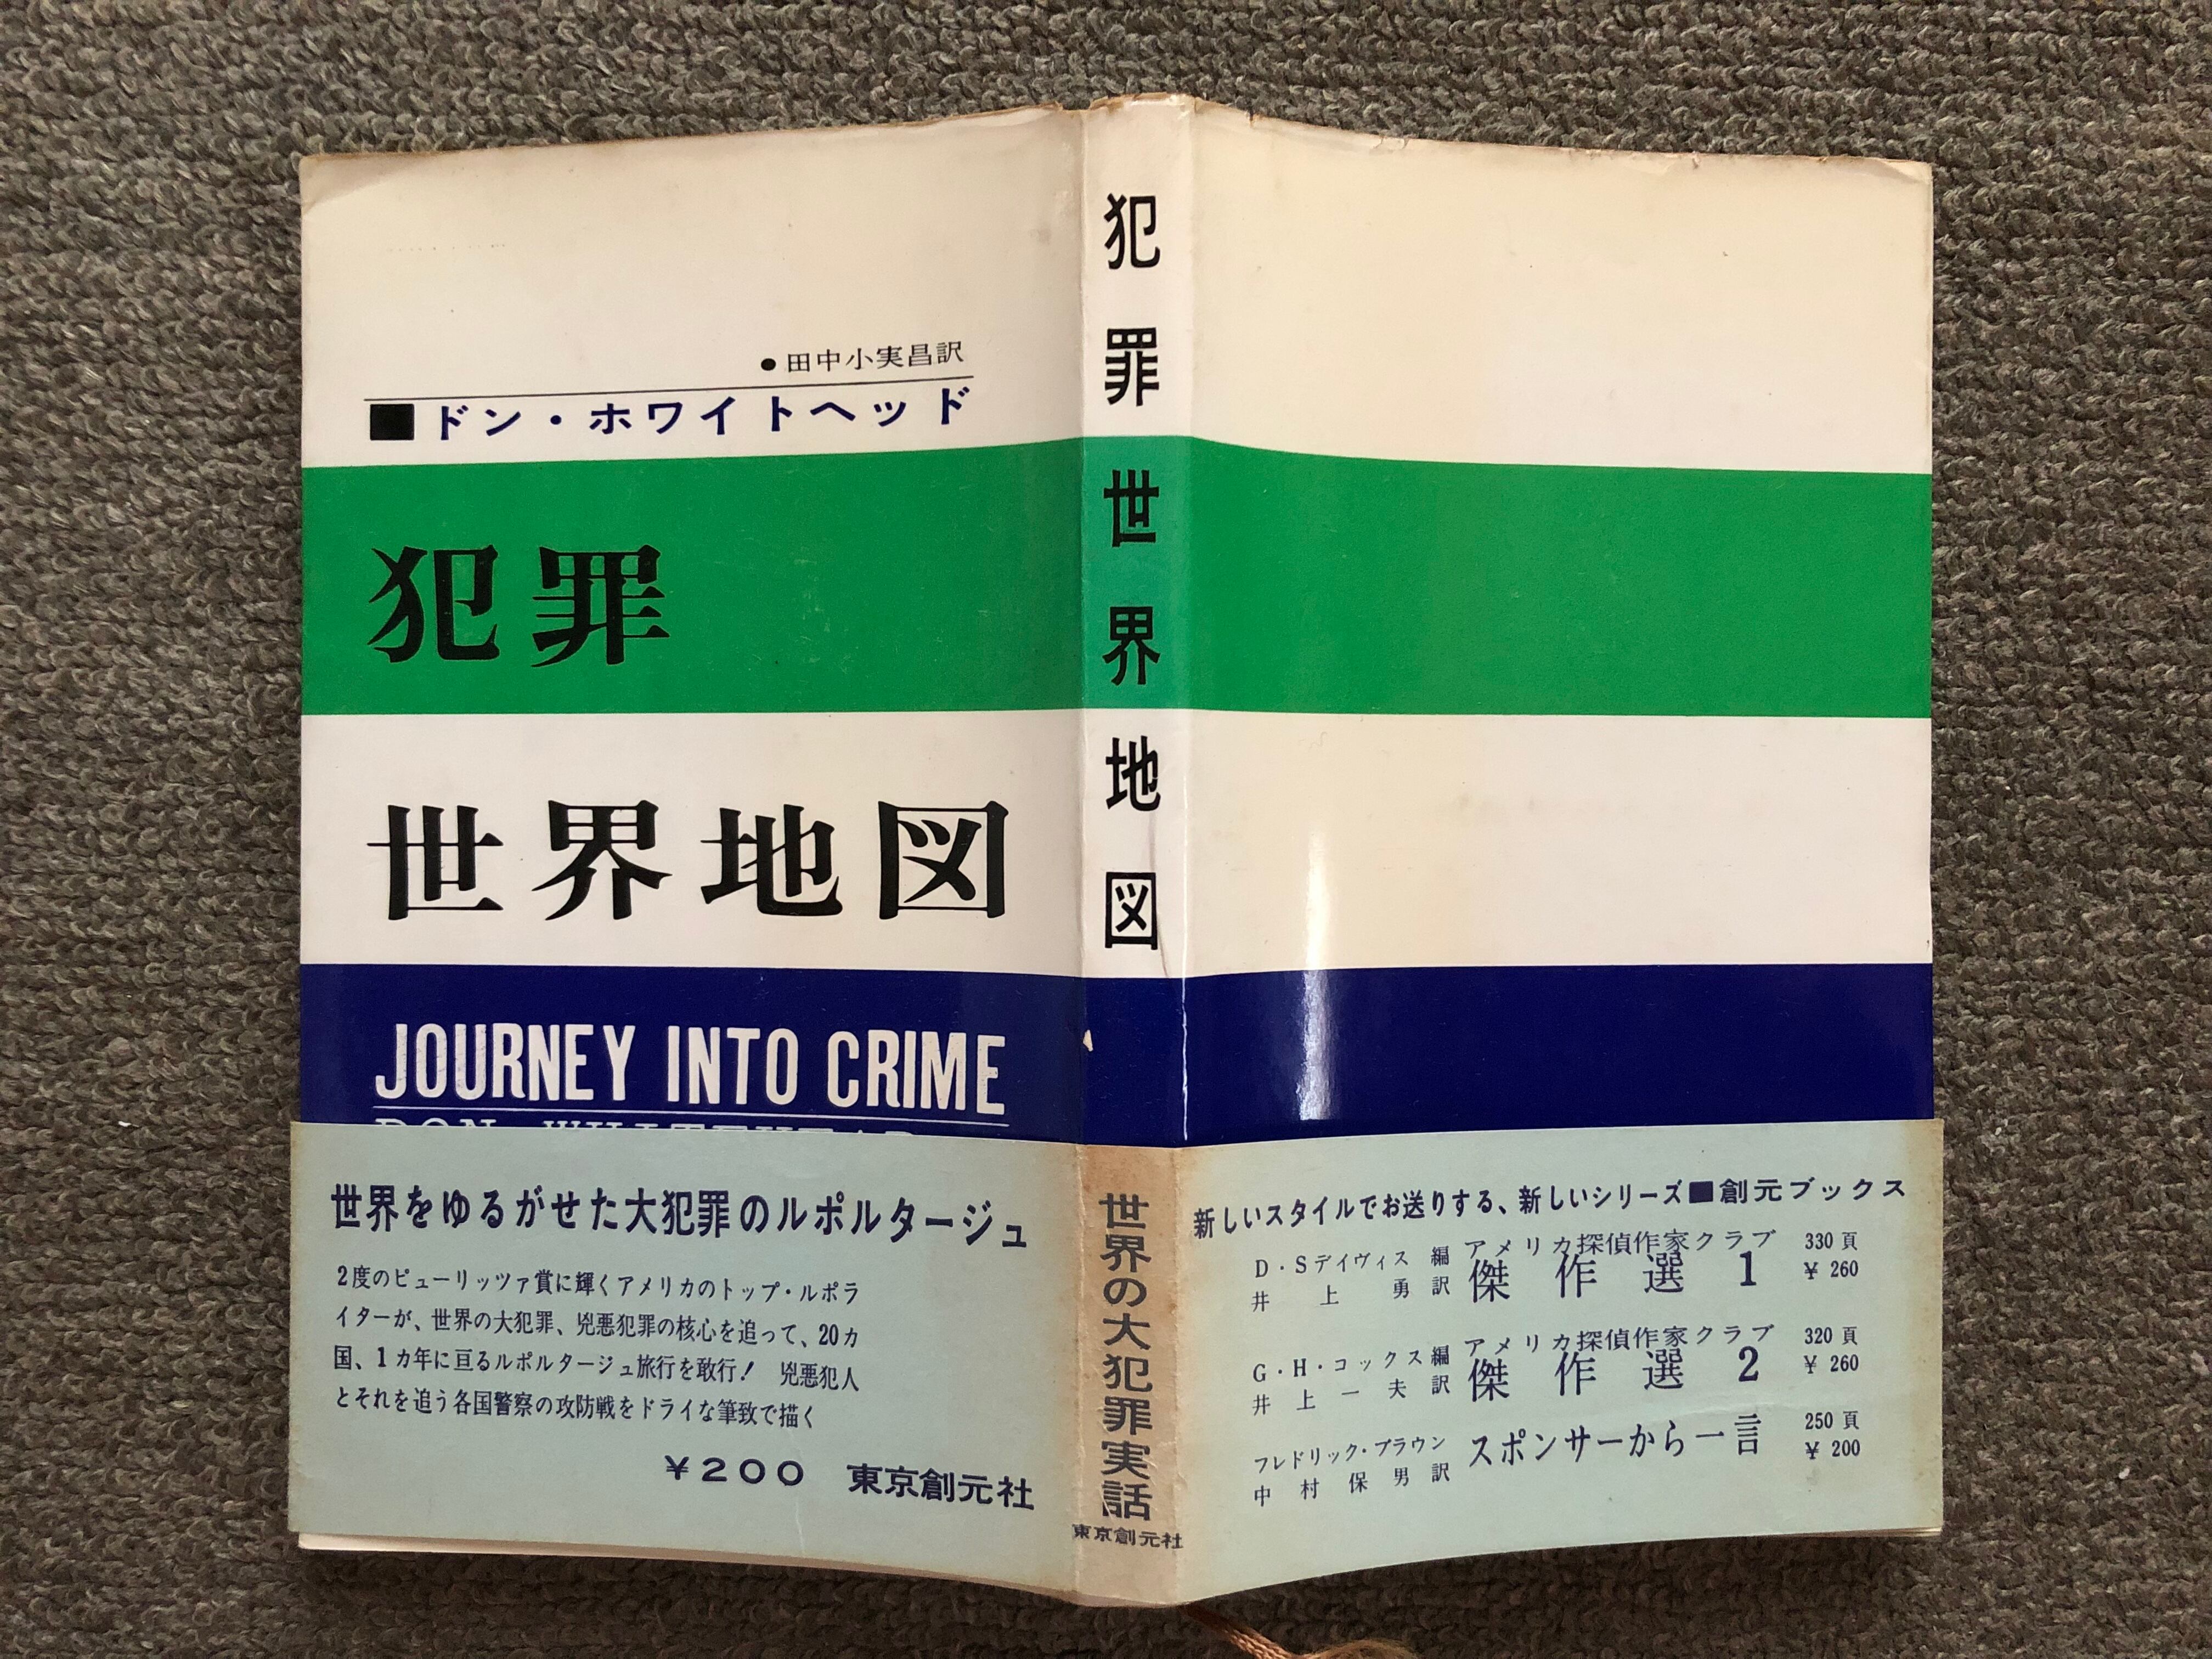 ●田中小実昌訳
■ドン・ホワイトヘッド
犯罪
世界地図
JOURNEY INTO CRIME
DON WHITEHEAD
世界をゆるがせた大犯罪のルポルタージュ
2度のピューリッツァ賞に輝くアメリカのトップ・ルポラ
イターが、世界の大犯罪、兇悪犯罪の核心を追って、20カ
国、1カ年に亘るルポルタージュ旅行を敢行! 兇悪犯人
とそれを追う各国警察の攻防戦をドライな筆致で描く
¥200 東京創元社
犯罪世界地図
世界の大犯罪実話
東京創元社
新しいスタイルでお送りする、新しいシリーズ■創元ブックス
D・Sデイヴィス 編 アメリカ探偵作家クラブ 330頁
井上勇訳 傑作選 1 ¥260
G・H・コックス編 アメリカ探偵作家クラブ 320頁
井上一夫訳 傑作選 2 ¥260
フレドリック・ブラウン スポンサーから一言 250頁
中村保男訳 ¥200